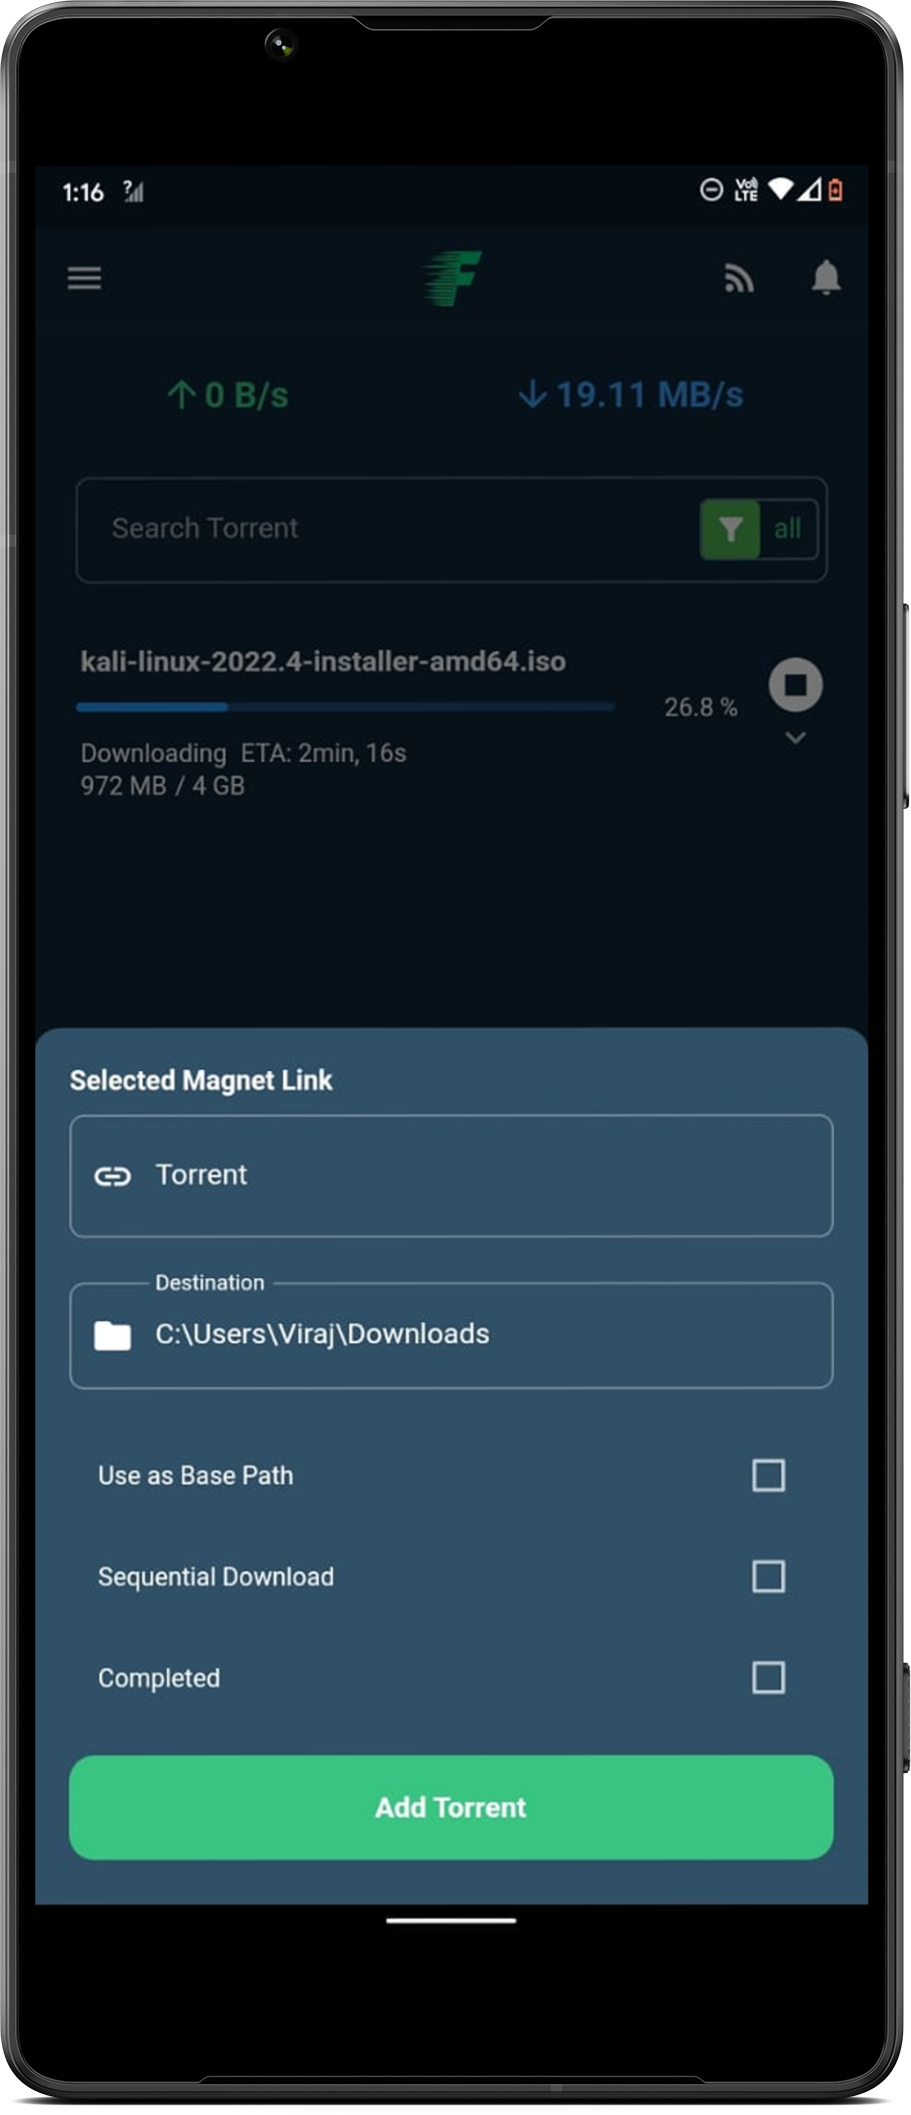 1:16 ? Vo) LTE
F
↑ 0 B/s ↓ 19.11 MB/s
Search Torrent all
kali-linux-2022.4-installer-amd64.iso
26.8 %
Downloading ETA: 2min, 16s
972 MB / 4 GB
Selected Magnet Link
Torrent
Destination
C:\Users\Viraj\Downloads
Use as Base Path
Sequential Download
Completed
Add Torrent